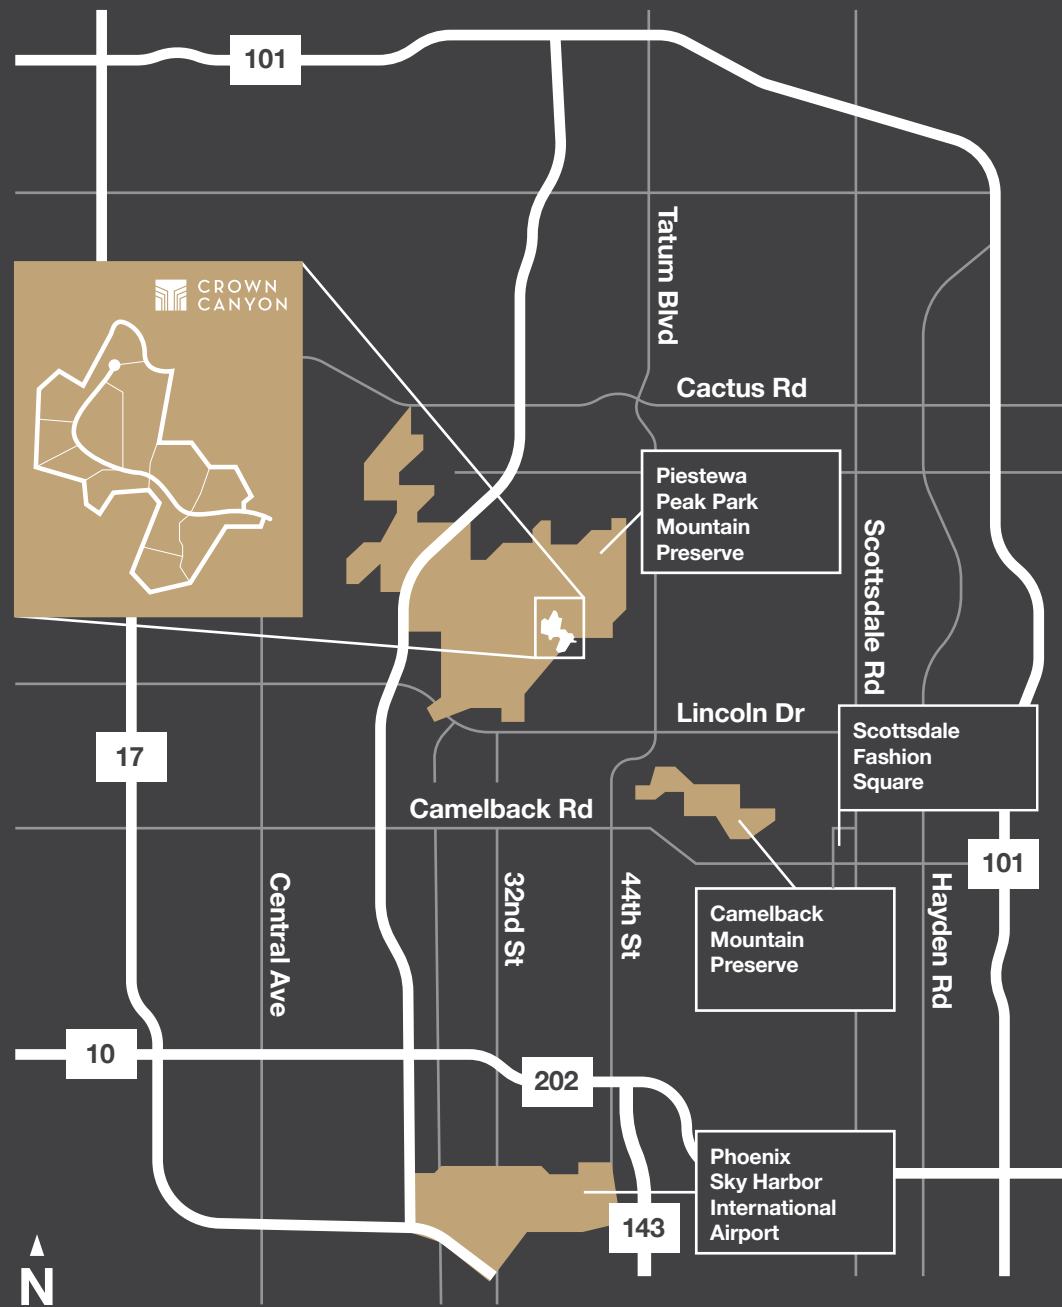 101
Tatum Blvd
CROWN
CANYON
Cactus Rd
Piestewa
Peak Park
Mountain
Preserve
Scottsdale Rd
Lincoln Dr
Scottsdale
Fashion
Square
17
Camelback Rd
101
Central Ave
32nd St
44th St
Camelback
Mountain
Preserve
Hayden Rd
10
202
Phoenix
Sky Harbor
International
Airport
143
N